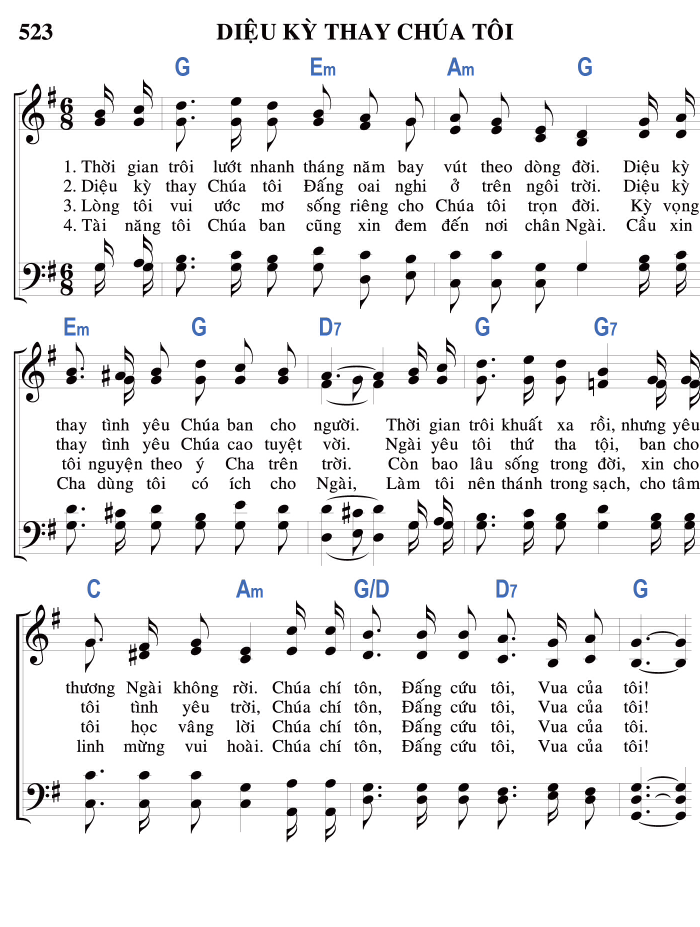 523 DIỆU KỲ THAY CHÚA TÔI
G Em Am G
1. Thời gian trôi lướt nhanh tháng năm bay vút theo dòng đời. Diệu kỳ
2. Diệu kỳ thay Chúa tôi Đấng oai nghi ở trên ngôi trời. Diệu kỳ
3. Lòng tôi vui ước mơ sống riêng cho Chúa tôi trọn đời. Kỳ vọng
4. Tài năng tôi Chúa ban cũng xin đem đến nơi chân Ngài. Cầu xin
Em G D7 G G7
thay tình yêu Chúa ban cho người. Thời gian trôi khuất xa rồi, nhưng yêu
thay tình yêu Chúa cao tuyệt vời. Ngài yêu tôi thứ tha tội, ban cho
tôi nguyện theo ý Cha trên trời. Còn bao lâu sống trong đời, xin cho
Cha dùng tôi có ích cho Ngài, Làm tôi nên thánh trong sạch, cho tâm
C Am G/D D7 G
thương Ngài không rời. Chúa chí tôn, Đấng cứu tôi, Vua của tôi!
tôi tình yêu trời, Chúa chí tôn, Đấng cứu tôi, Vua của tôi!
tôi học vâng lời Chúa chí tôn, Đấng cứu tôi, Vua của tôi.
linh mừng vui hoài. Chúa chí tôn, Đấng cứu tôi, Vua của tôi!